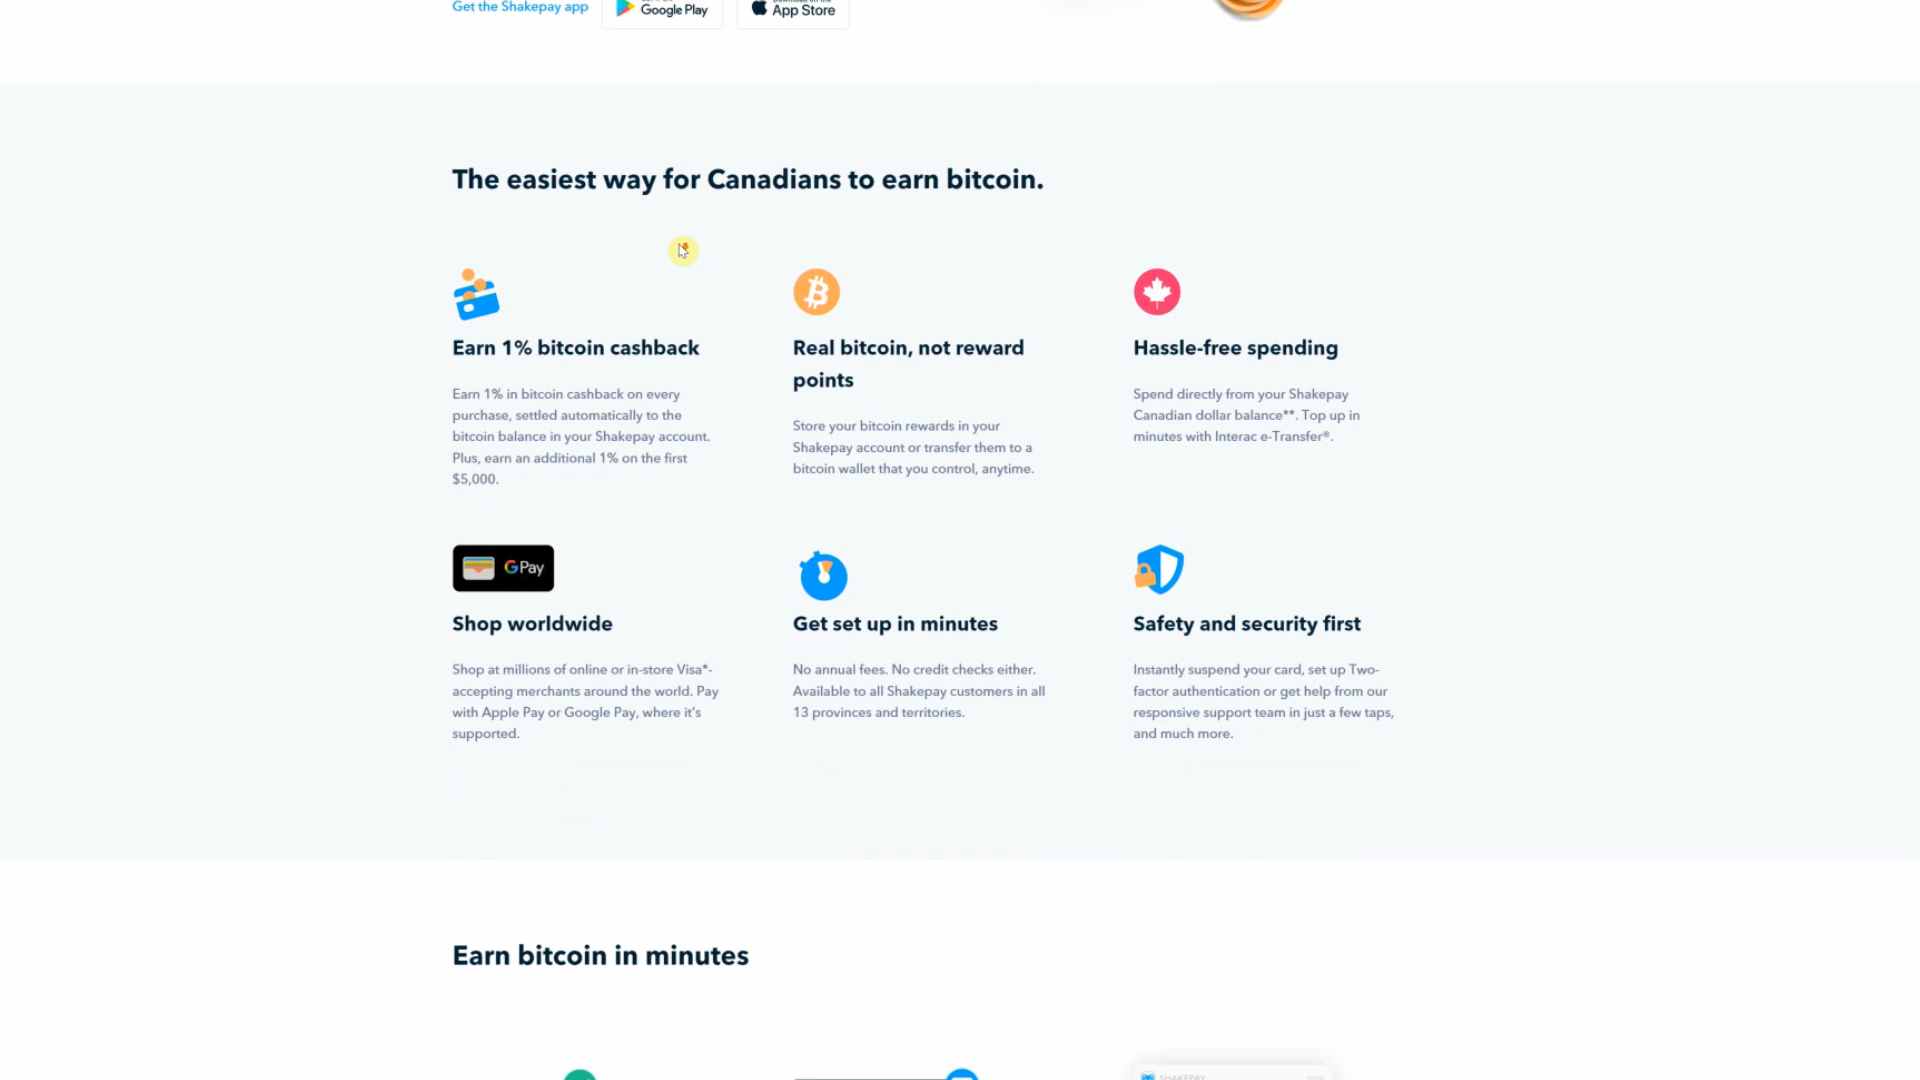 Get the Shakepay app
Google Play
App Store
The easiest way for Canadians to earn bitcoin.
Earn 1% bitcoin cashback
Earn 1% in bitcoin cashback on every
purchase, settled automatically to the
bitcoin balance in your Shakepay account.
Plus, earn an additional 1% on the first
$5,000.
Real bitcoin, not reward
points
Store your bitcoin rewards in your
Shakepay account or transfer them to a
bitcoin wallet that you control, anytime.
Hassle-free spending
Spend directly from your Shakepay
Canadian dollar balance**. Top up in
minutes with Interac e-Transfer®.
G Pay
Shop worldwide
Shop at millions of online or in-store Visa*-
accepting merchants around the world. Pay
with Apple Pay or Google Pay, where it's
supported.
Get set up in minutes
No annual fees. No credit checks either.
Available to all Shakepay customers in all
13 provinces and territories.
Safety and security first
Instantly suspend your card, set up Two-
factor authentication or get help from our
responsive support team in just a few taps,
and much more.
Earn bitcoin in minutes
SHAKEPAY